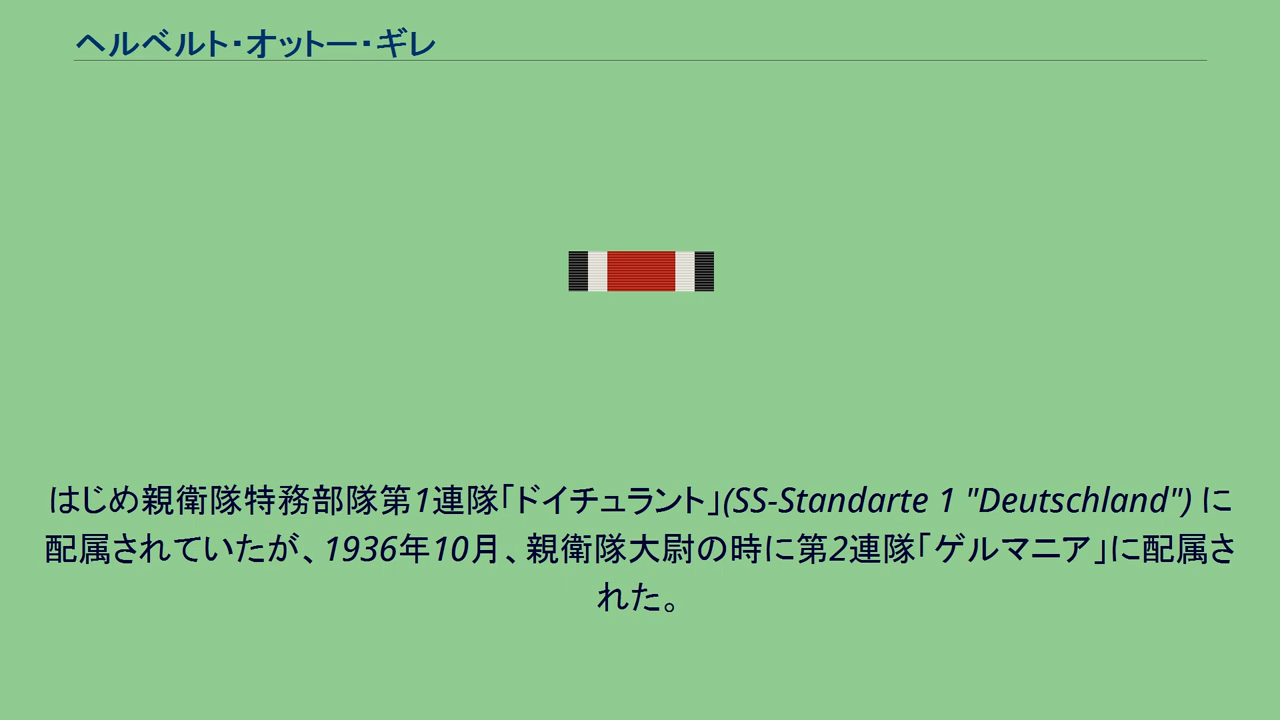 ヘルベルト・オットー・ギレ
はじめ親衛隊特務部隊第1連隊「ドイチュラント」(SS-Standarte 1 "Deutschland") に
配属されていたが、1936年10月、親衛隊大尉の時に第2連隊「ゲルマニア」に配属さ
れた。